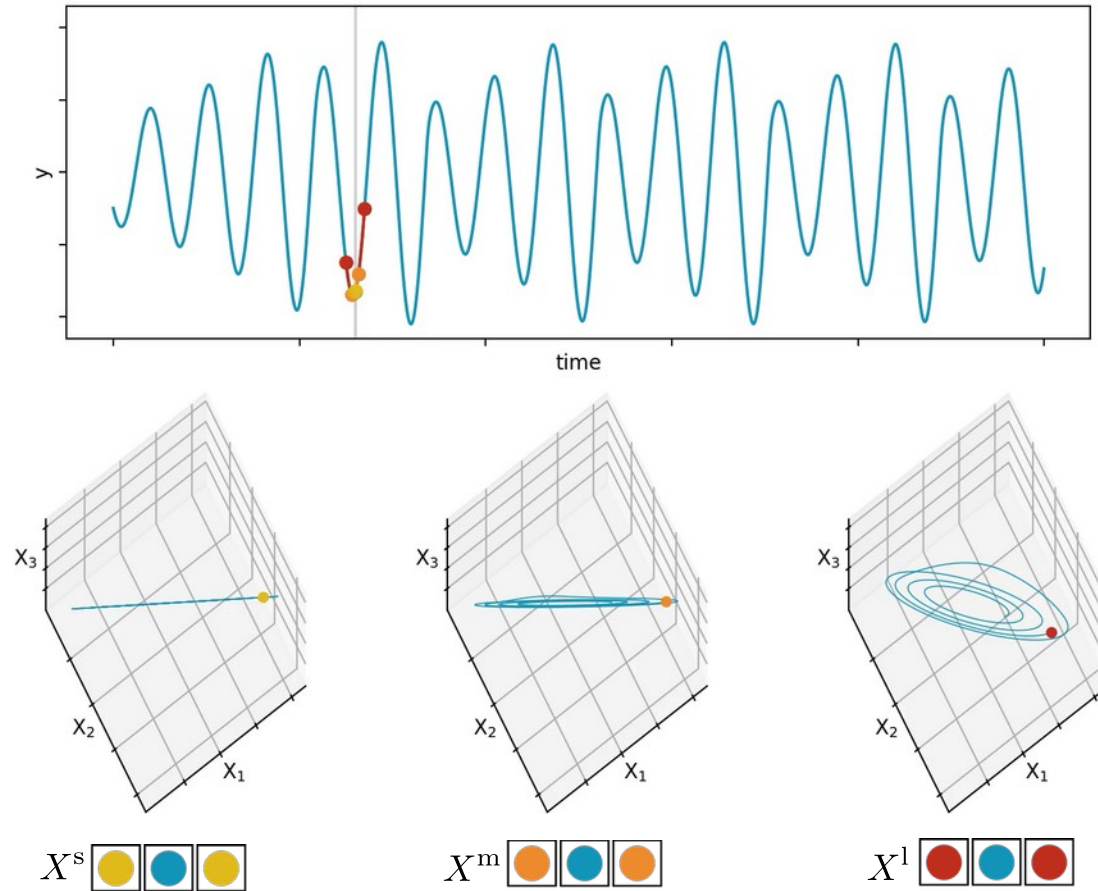 y
time
X₃ X₃ X₃
X₂ X₂ X₂
X₁ X₁ X₁
Xˢ Xᵐ Xˡ